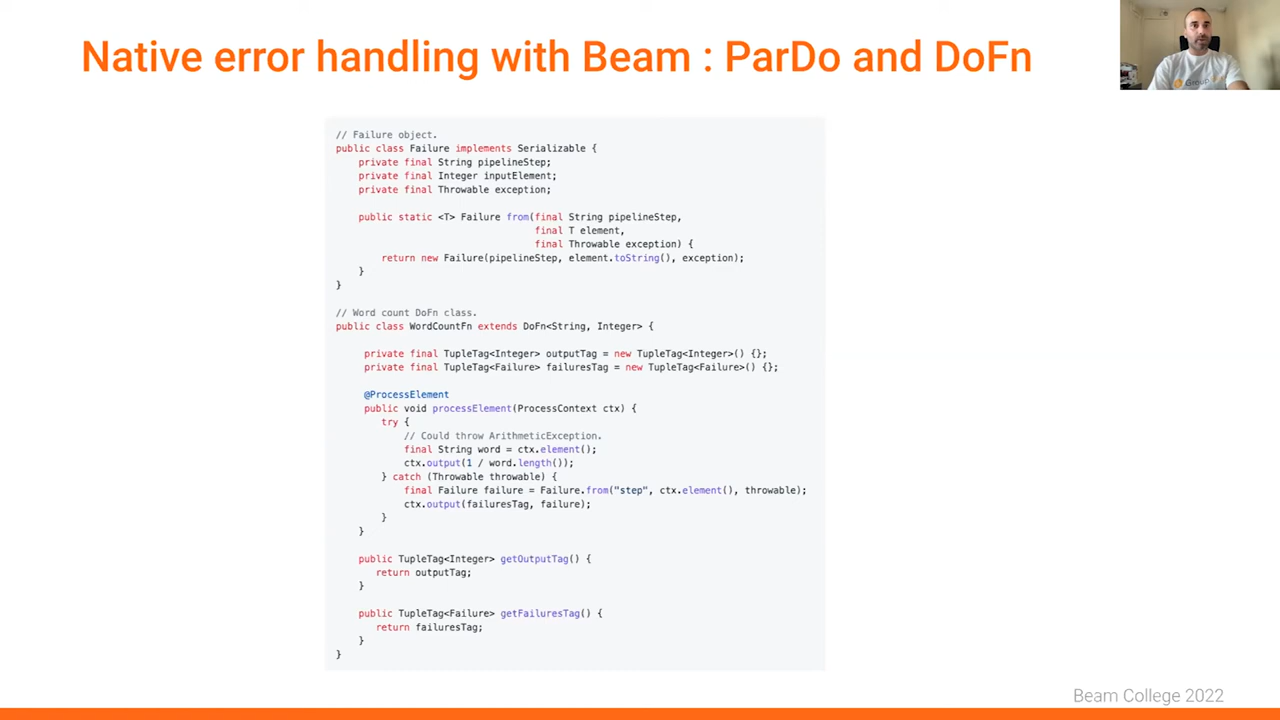 Native error handling with Beam : ParDo and DoFn
Group
// Failure object.
public class Failure implements Serializable {
private final String pipelineStep;
private final Integer inputElement;
private final Throwable exception;
public static <T> Failure from(final String pipelineStep,
final T element,
final Throwable exception) {
return new Failure(pipelineStep, element.toString(), exception);
}
}
// Word count DoFn class.
public class WordCountFn extends DoFn<String, Integer> {
private final TupleTag<Integer> outputTag = new TupleTag<Integer>() {};
private final TupleTag<Failure> failuresTag = new TupleTag<Failure>() {};
@ProcessElement
public void processElement(ProcessContext ctx) {
try {
// Could throw ArithmeticException.
final String word = ctx.element();
ctx.output(1 / word.length());
} catch (Throwable throwable) {
final Failure failure = Failure.from("step", ctx.element(), throwable);
ctx.output(failuresTag, failure);
}
}
public TupleTag<Integer> getOutputTag() {
return outputTag;
}
public TupleTag<Failure> getFailuresTag() {
return failuresTag;
}
}
Beam College 2022